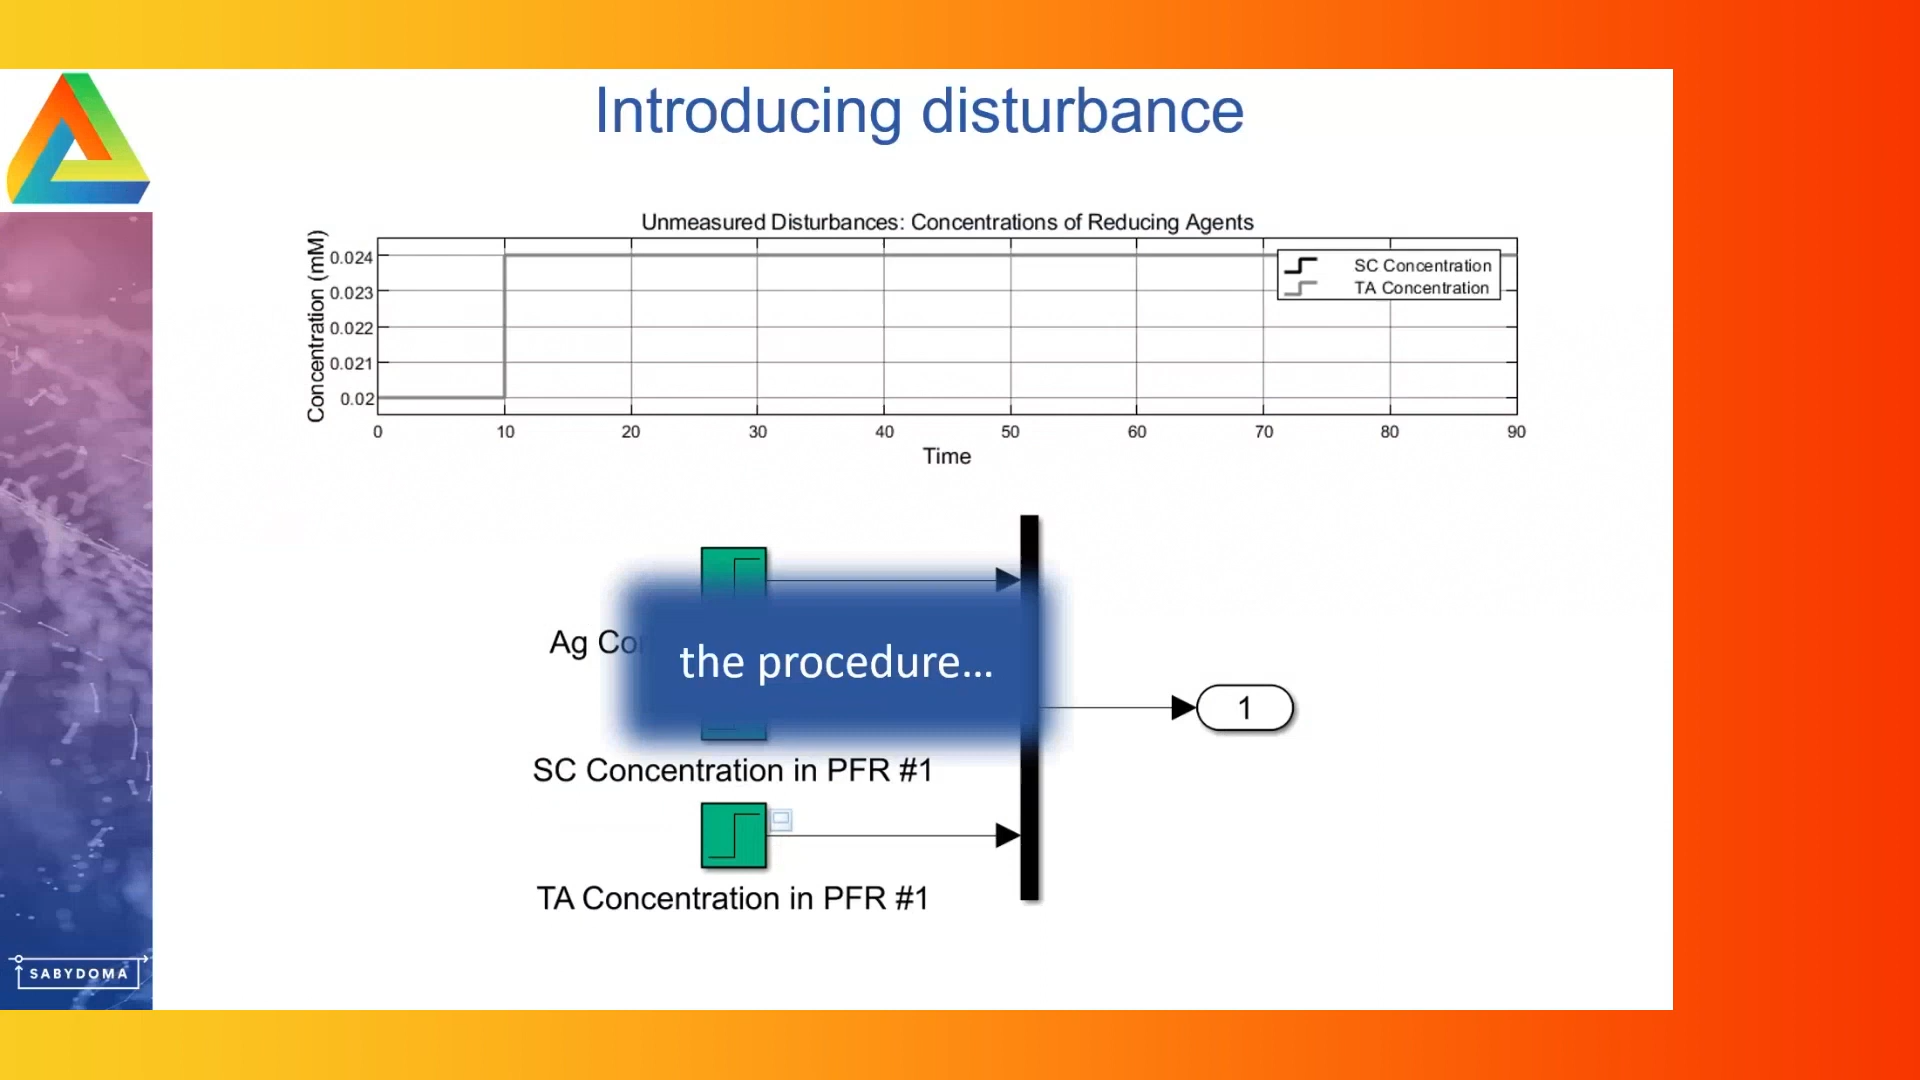 Introducing disturbance
Unmeasured Disturbances: Concentrations of Reducing Agents
Concentration (mM)
0.024
0.023
0.022
0.021
0.02
SC Concentration
TA Concentration
0 10 20 30 40 50 60 70 80 90
Time
Ag
the procedure...
1
SC Concentration in PFR #1
TA Concentration in PFR #1
SABYDOMA